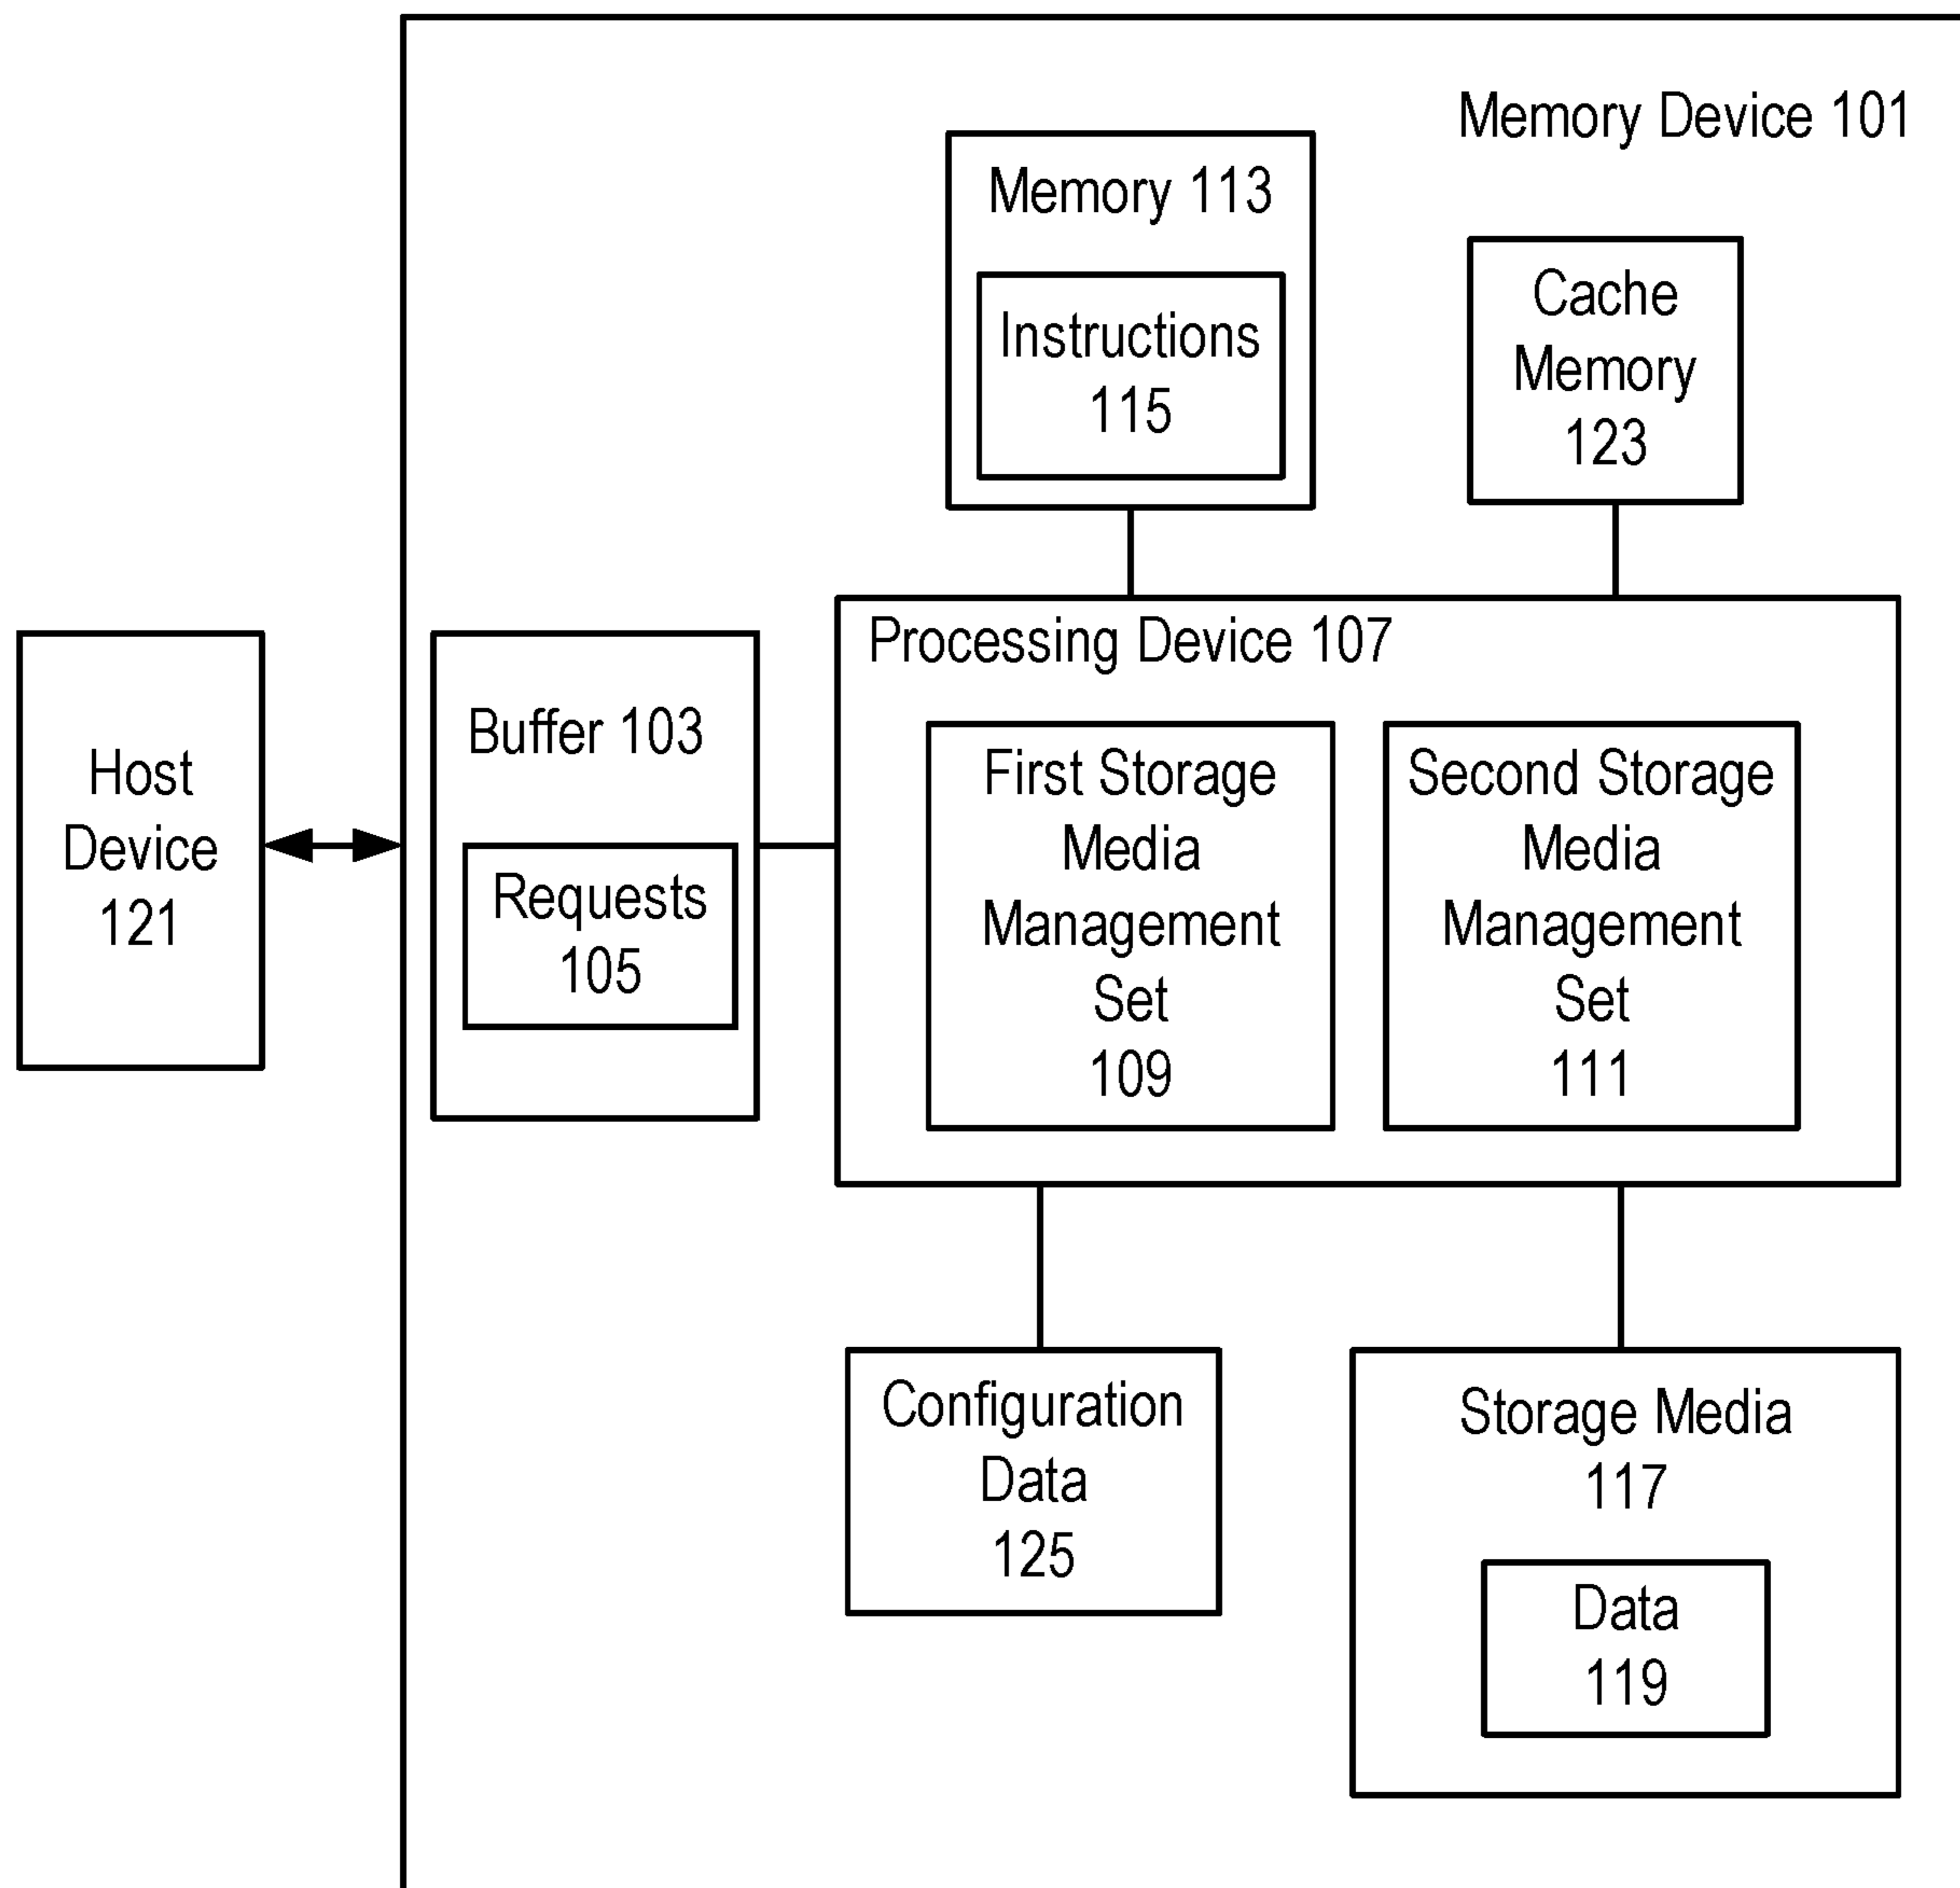 Memory Device 101
Memory 113
Instructions
115
Cache
Memory
123
Host
Device
121
Buffer 103
Requests
105
Processing Device 107
First Storage
Media
Management
Set
109
Second Storage
Media
Management
Set
111
Configuration
Data
125
Storage Media
117
Data
119